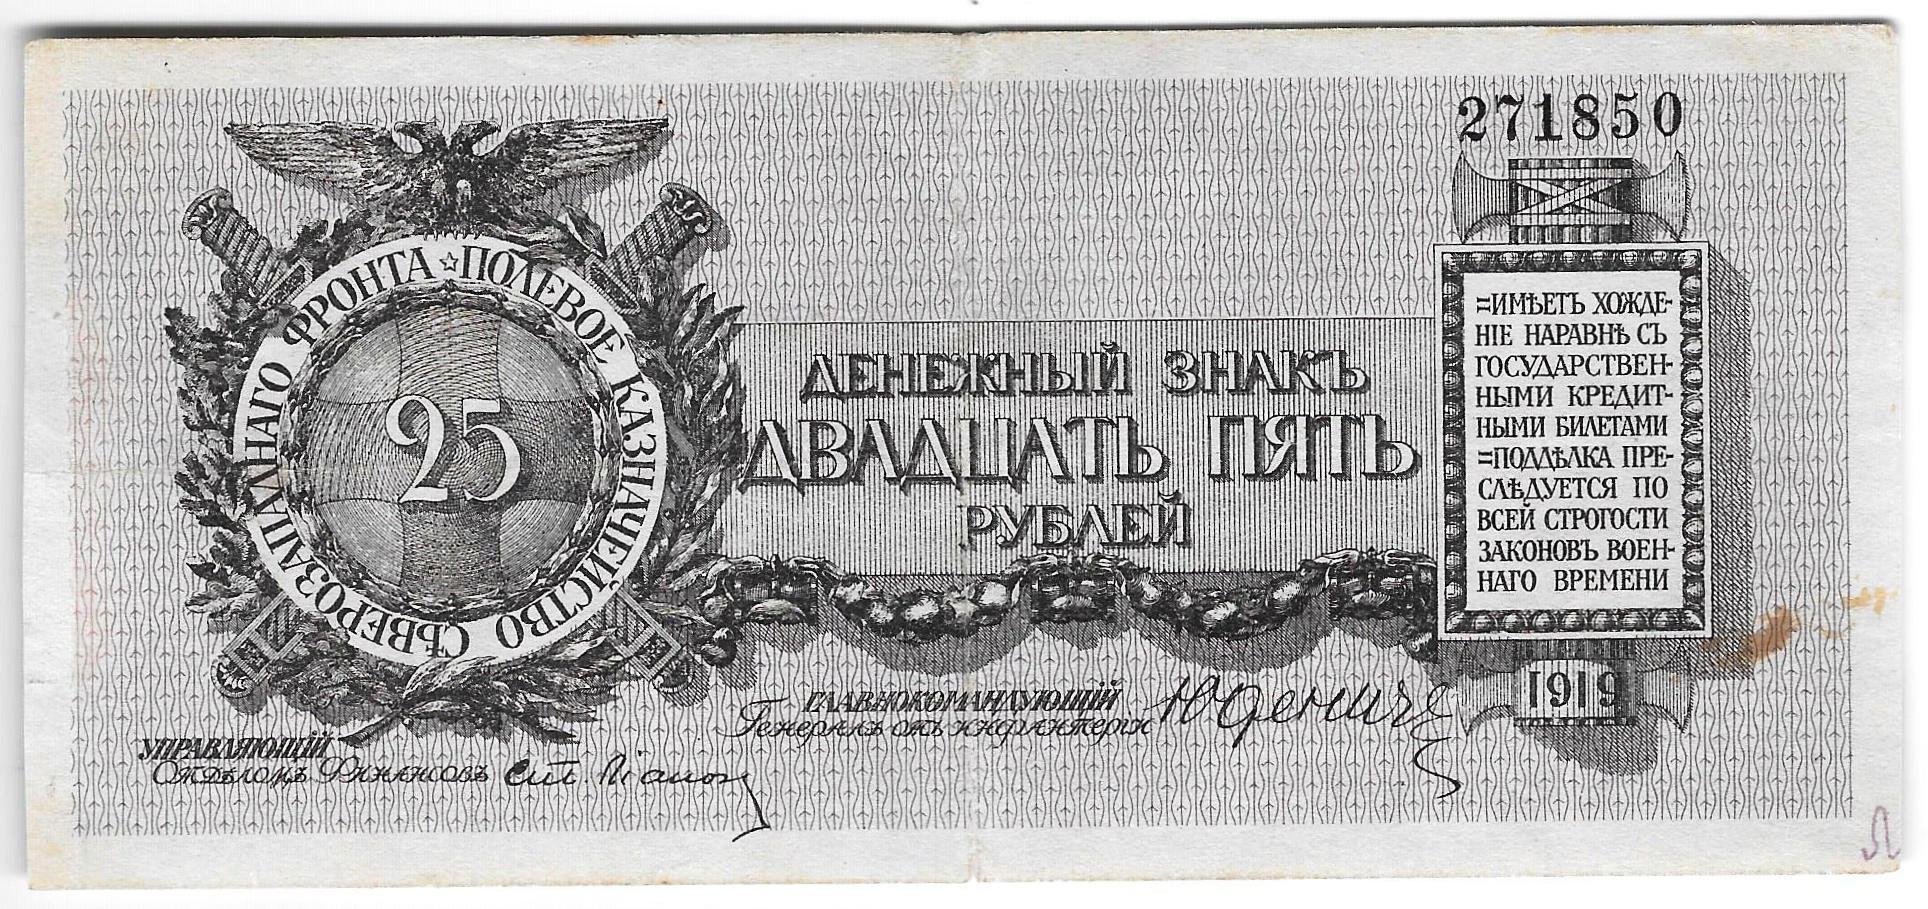 271850
ПОЛЕВОЕ КАЗНАЧЕЙСТВО СѢВЕРОЗАПАДНАГО ФРОНТА
25
ДЕНЕЖНЫЙ ЗНАКЪ
ДВАДЦАТЬ ПЯТЬ
РУБЛЕЙ
=ИМѢЕТЪ ХОЖДЕ-
НІЕ НАРАВНѢ СЪ
ГОСУДАРСТВЕН-
НЫМИ КРЕДИТ-
НЫМИ БИЛЕТАМИ
=ПОДДѢЛКА ПРЕ-
СЛѢДУЕТСЯ ПО
ВСЕЙ СТРОГОСТИ
ЗАКОНОВЪ ВОЕН-
НАГО ВРЕМЕНИ
1919
ГЛАВНОКОМАНДУЮЩІЙ
Генералъ отъ инфантеріи Юденичъ
УПРАВЛЯЮЩІЙ
Отдѣломъ Финансовъ